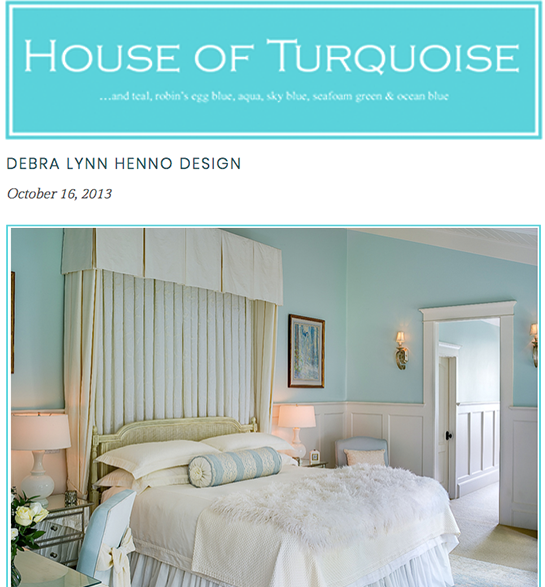 HOUSE OF TURQUOISE
...and teal, robin's egg blue, aqua, sky blue, seafoam green & ocean blue
DEBRA LYNN HENNO DESIGN
October 16, 2013